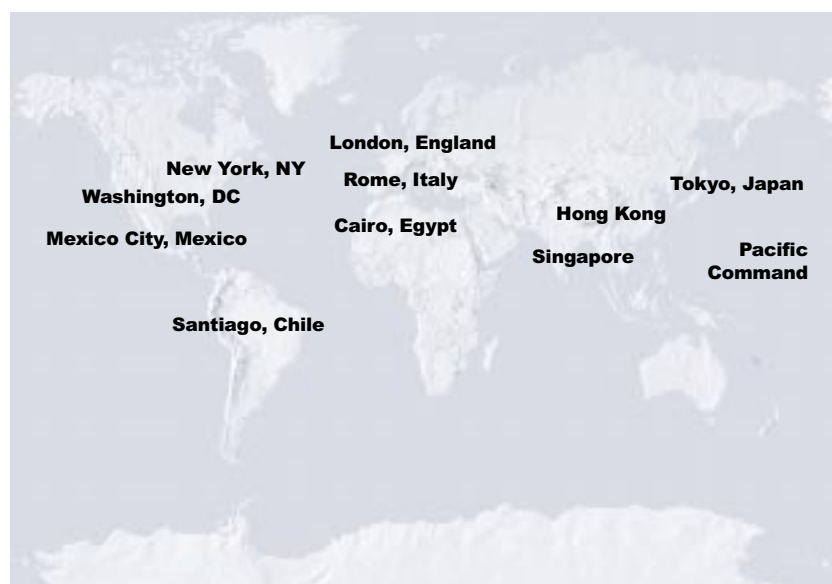 London, England
New York, NY
Rome, Italy
Tokyo, Japan
Washington, DC
Hong Kong
Cairo, Egypt
Mexico City, Mexico
Singapore
Pacific
Command
Santiago, Chile